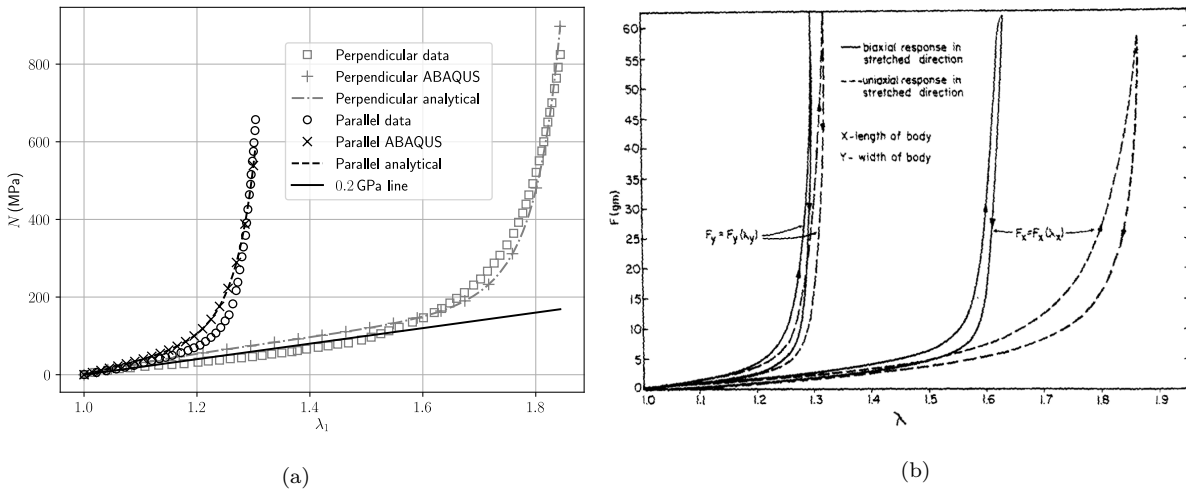 800
600
400
200
0
N (MPa)
1.0
1.2
1.4
1.6
1.8
λ₁
Perpendicular data
Perpendicular ABAQUS
Perpendicular analytical
Parallel data
Parallel ABAQUS
Parallel analytical
0.2 GPa line
(a)
60
55
50
45
40
35
30
25
20
15
10
5
0
F(gm)
biaxial response in
stretched direction
uniaxial response in
stretched direction
X-length of body
Y- width of body
Fy = Fy(λy)
Fx=Fx(λx)
1.0
1.1
1.2
1.3
1.4
1.5
1.6
1.7
1.8
1.9
λ
(b)